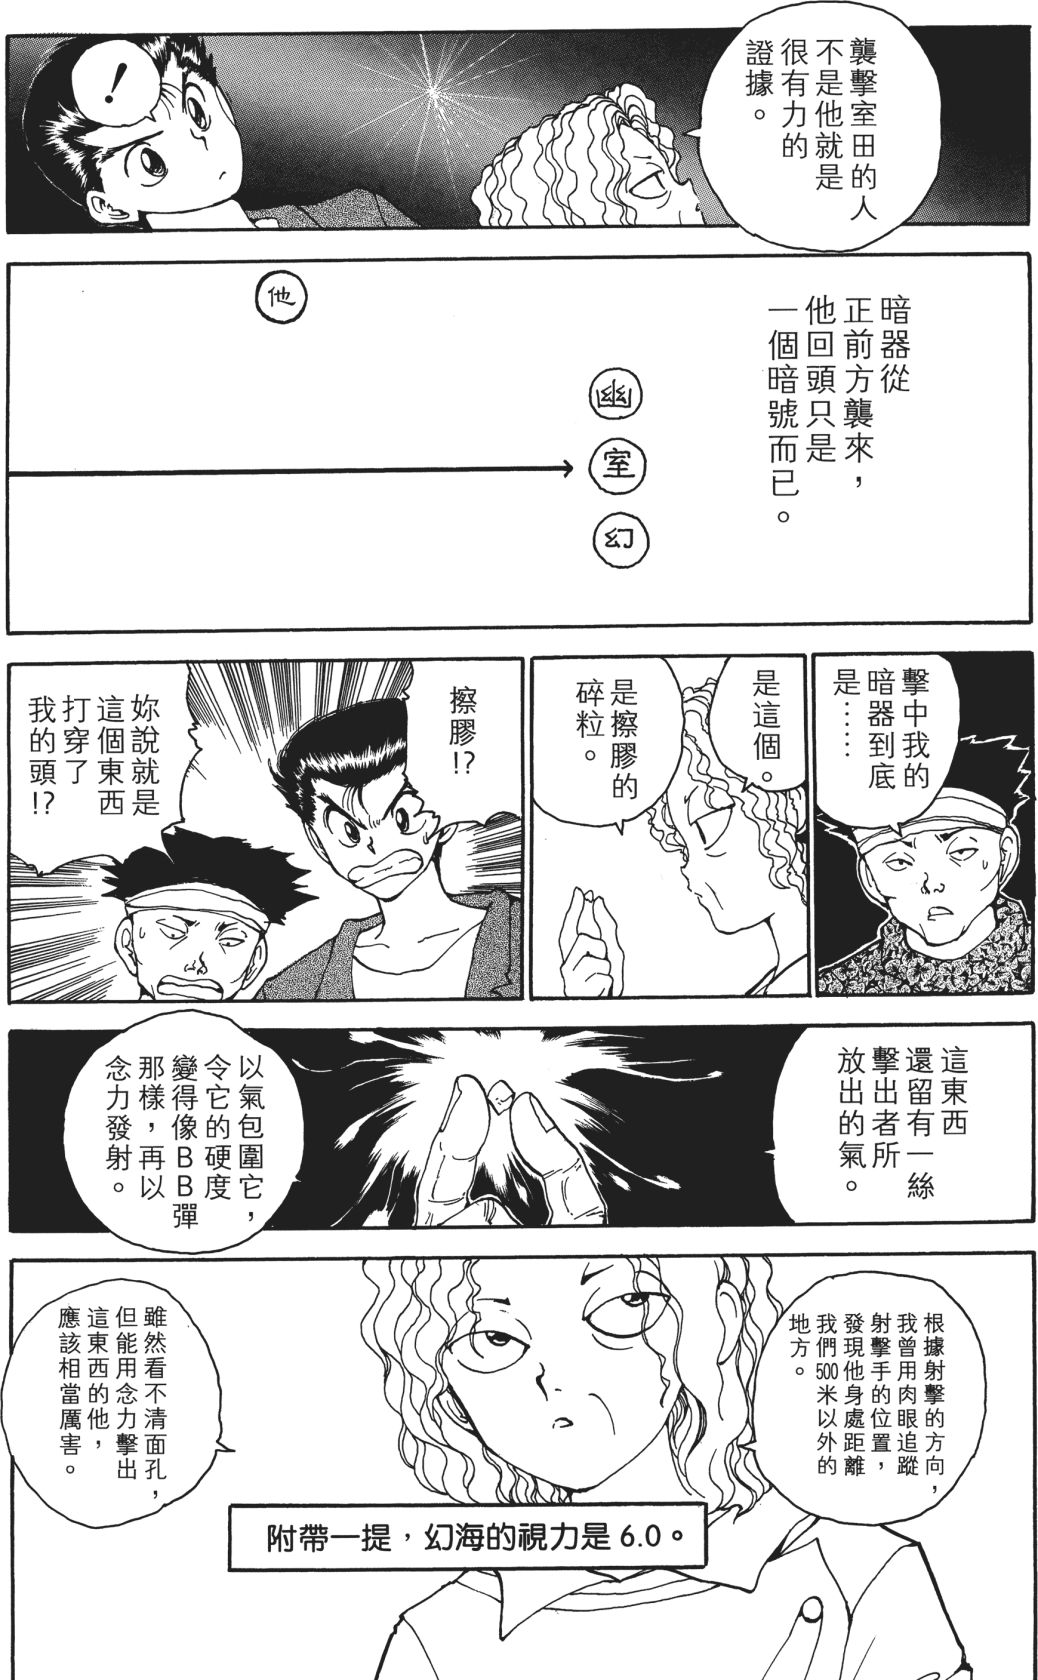 襲擊室田的人
不是他就是
很有力的
證據。
！
暗器從
正前方襲來，
他回頭只是
一個暗號而已。
他
幽
室
幻
擊中我的
暗器到底
是……
是這個。
是擦膠的
碎粒。
擦膠!?
妳說就是
這個東西
打穿了
我的頭!?
這東西
還留有一絲
擊出者所
放出的氣。
以氣包圍它，
令它的硬度
變得像BB彈
那樣，再以
念力發射。
根據射擊的方向，
我曾用肉眼追蹤
射擊手的位置，
發現他身處距離
我們500米以外的
地方。
雖然看不清面孔，
但能用念力擊出
這東西的他，
應該相當厲害。
附帶一提，幻海的視力是6.0。